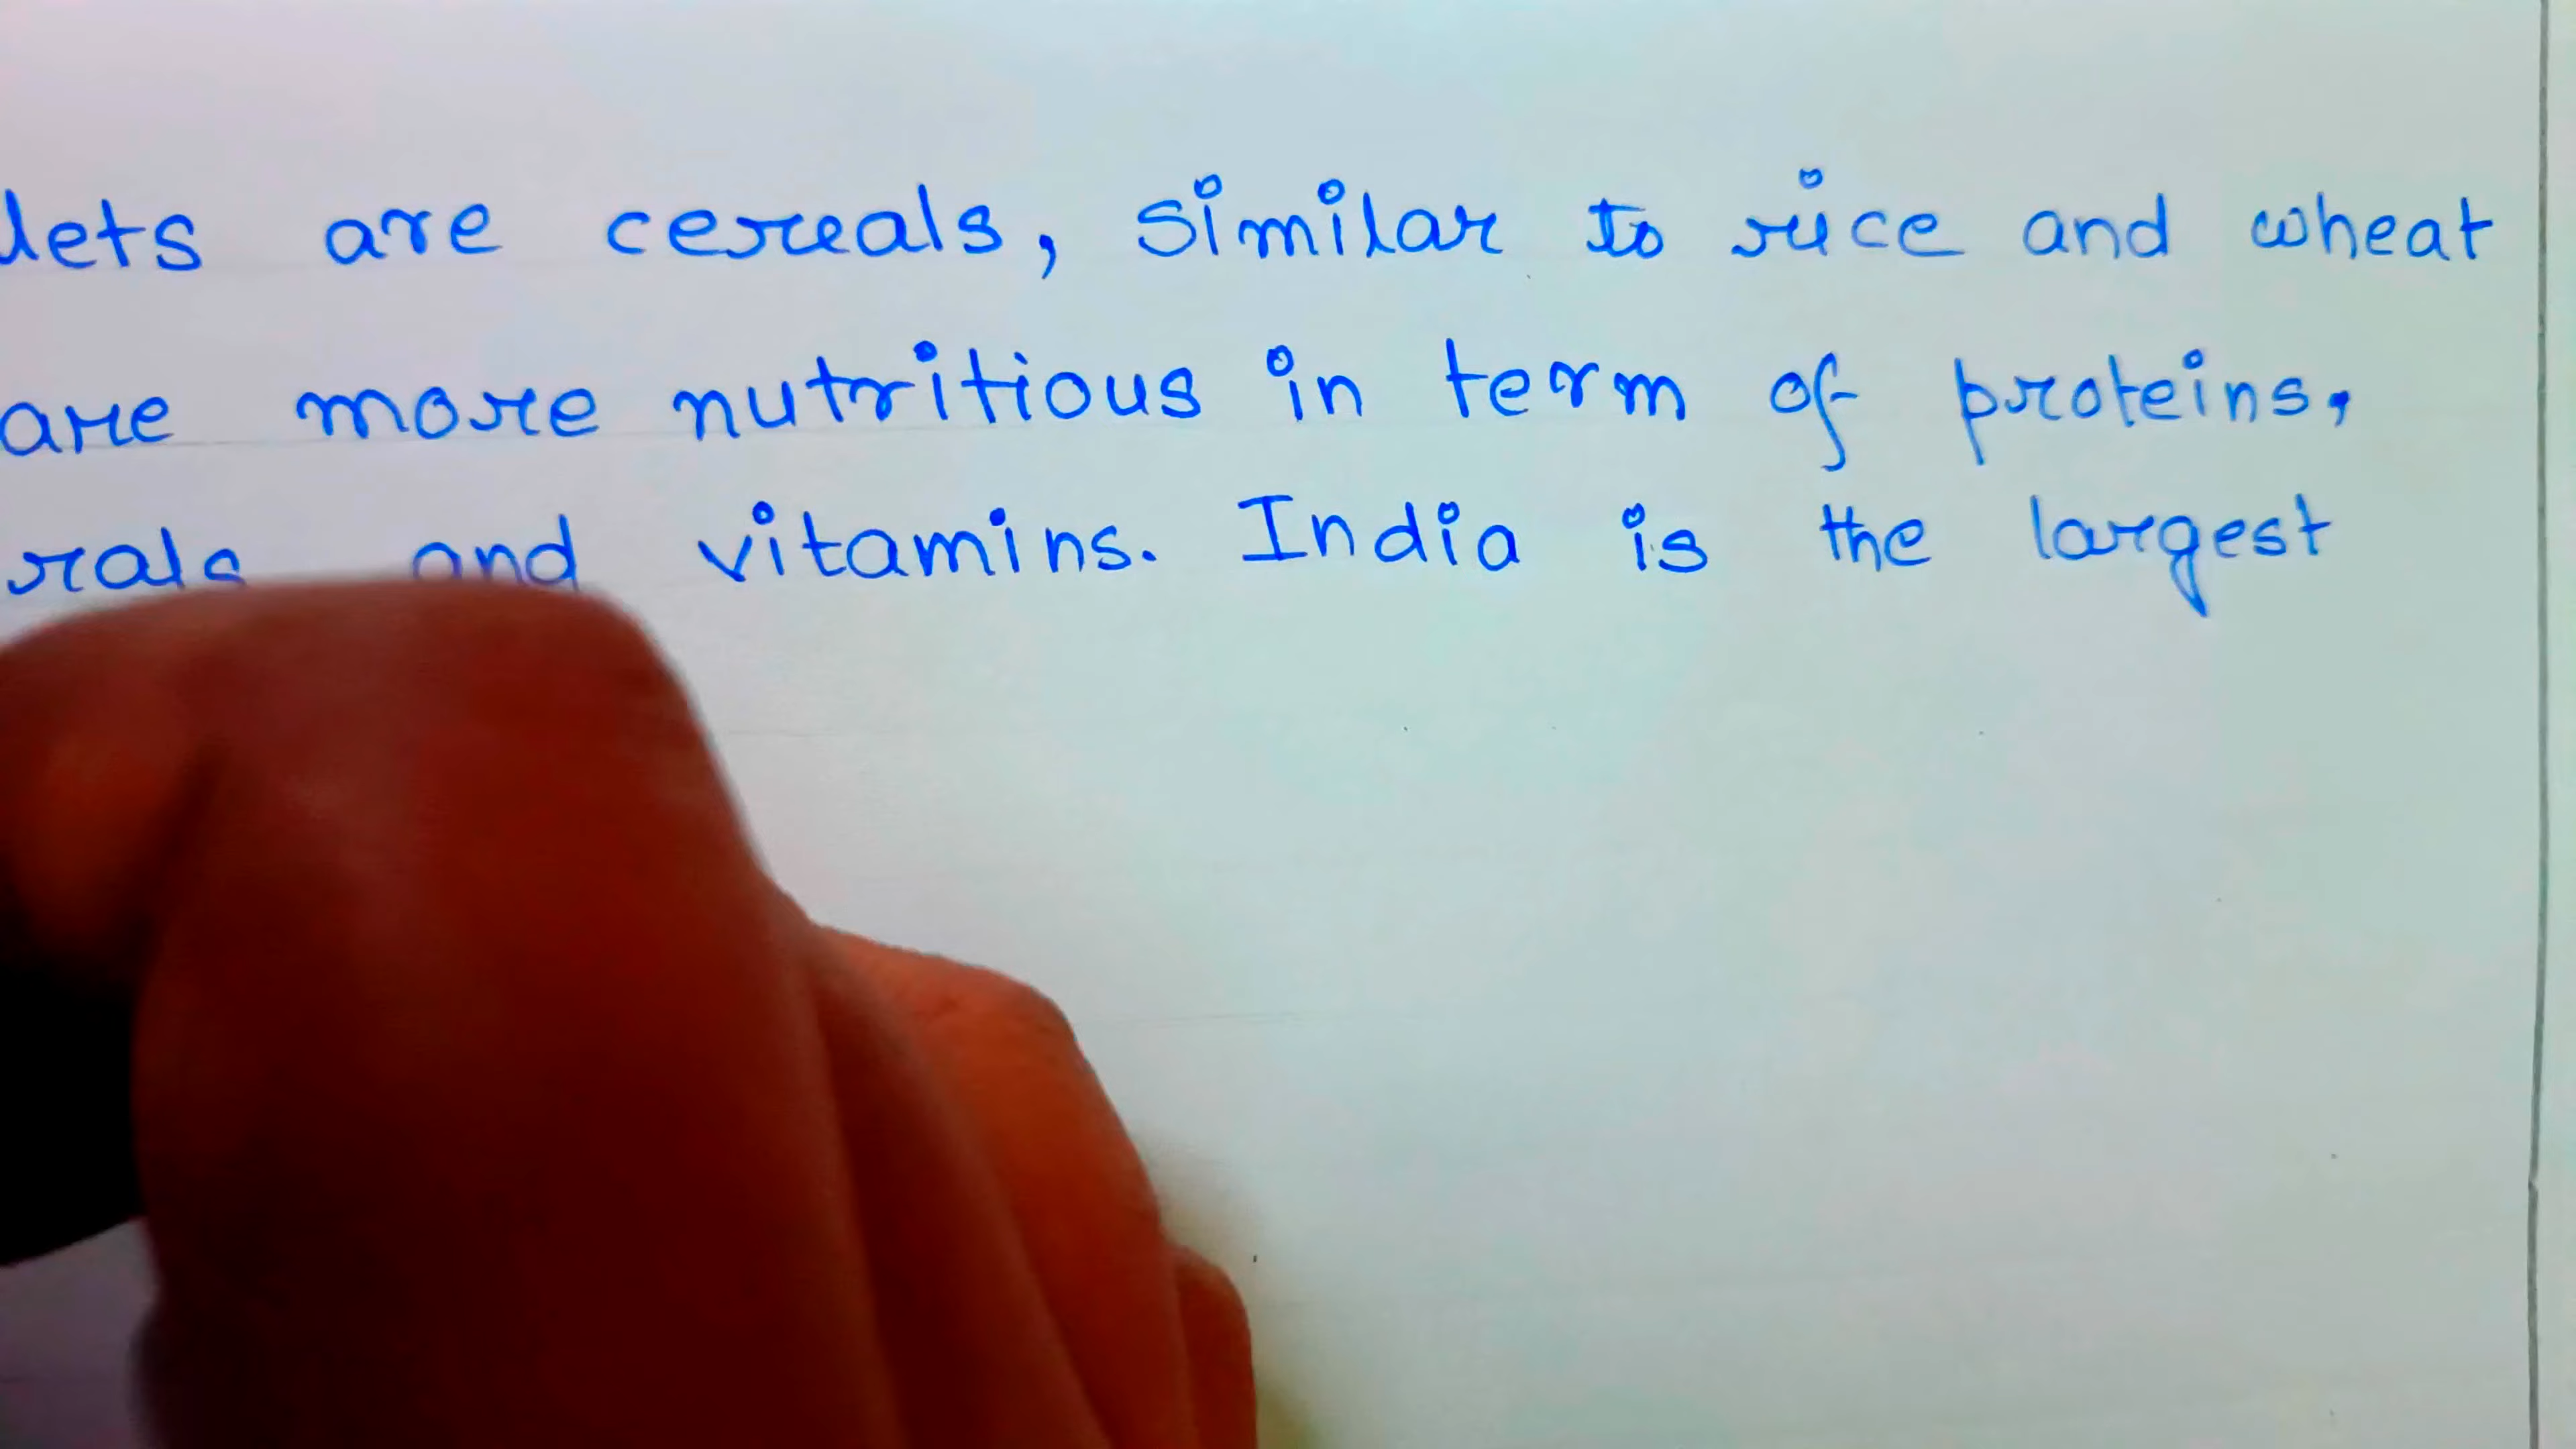 lets are cereals, similar to rice and wheat
are more nutritious in term of proteins,
rals and vitamins. India is the largest